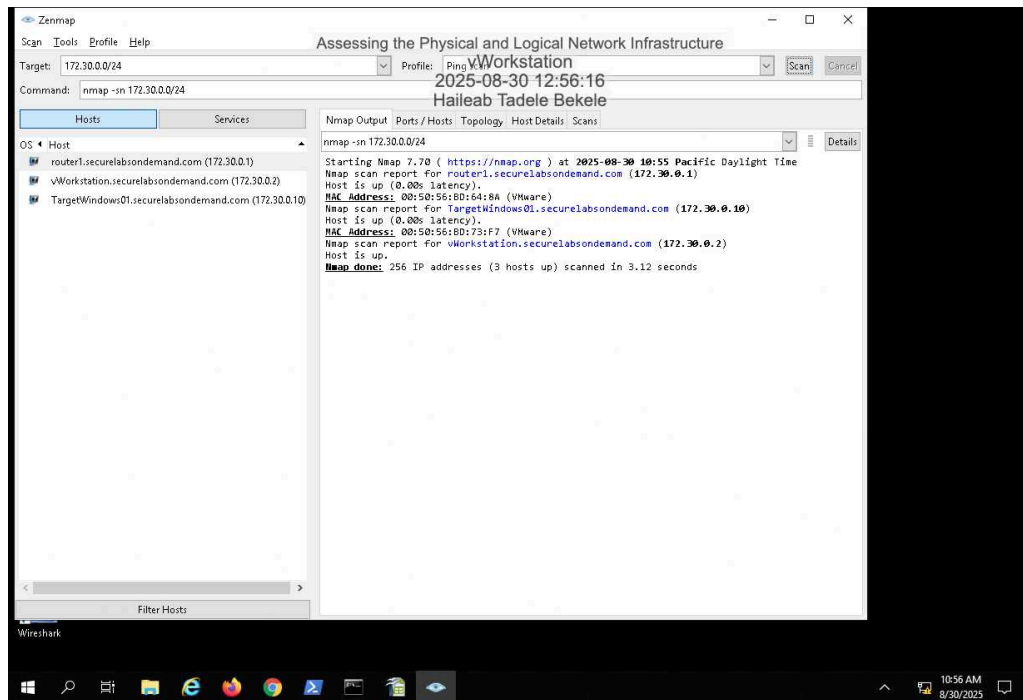 Zenmap
Scan Tools Profile Help
Assessing the Physical and Logical Network Infrastructure
Target: 172.30.0.0/24 Profile: Ping scan Scan Cancel
vWorkstation
2025-08-30 12:56:16
Command: nmap -sn 172.30.0.0/24
Haileab Tadele Bekele
Hosts Services
Nmap Output Ports / Hosts Topology Host Details Scans
OS Host
nmap -sn 172.30.0.0/24 Details
router1.securelabsondemand.com (172.30.0.1)
vWorkstation.securelabsondemand.com (172.30.0.2)
TargetWindows01.securelabsondemand.com (172.30.0.10)
Starting Nmap 7.70 ( https://nmap.org ) at 2025-08-30 10:55 Pacific Daylight Time
Nmap scan report for router1.securelabsondemand.com (172.30.0.1)
Host is up (0.00s latency).
MAC Address: 00:50:56:BD:64:8A (VMware)
Nmap scan report for TargetWindows01.securelabsondemand.com (172.30.0.10)
Host is up (0.00s latency).
MAC Address: 00:50:56:BD:73:F7 (VMware)
Nmap scan report for vWorkstation.securelabsondemand.com (172.30.0.2)
Host is up.
Nmap done: 256 IP addresses (3 hosts up) scanned in 3.12 seconds
Filter Hosts
Wireshark
10:56 AM
8/30/2025